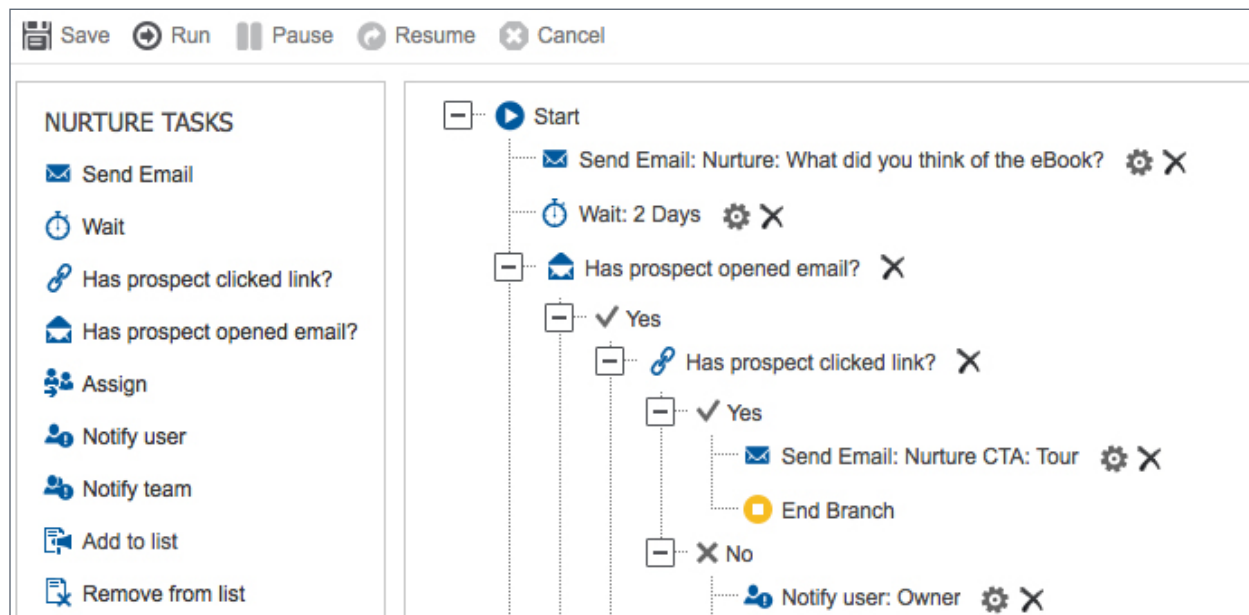 Save Run Pause Resume Cancel
NURTURE TASKS
Send Email
Wait
Has prospect clicked link?
Has prospect opened email?
Assign
Notify user
Notify team
Add to list
Remove from list
Start
Send Email: Nurture: What did you think of the eBook?
Wait: 2 Days
Has prospect opened email?
Yes
Has prospect clicked link?
Yes
Send Email: Nurture CTA: Tour
End Branch
No
Notify user: Owner